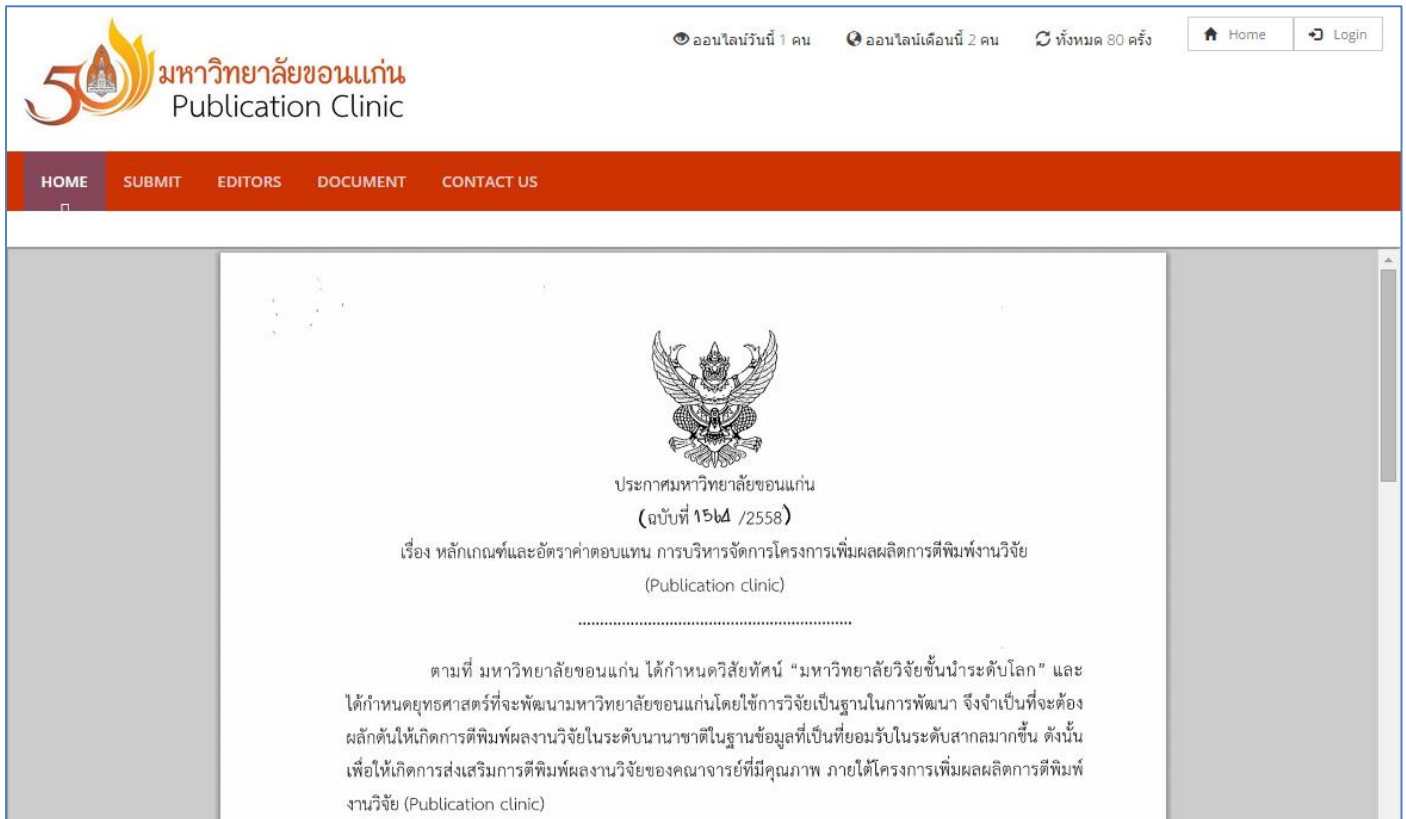 ออนไลน์วันนี้ 1 คน ออนไลน์เดือนนี้ 2 คน ทั้งหมด 80 ครั้ง Home Login
50 มหาวิทยาลัยขอนแก่น
Publication Clinic
HOME SUBMIT EDITORS DOCUMENT CONTACT US
ประกาศมหาวิทยาลัยขอนแก่น
(ฉบับที่ 1564 /2558)
เรื่อง หลักเกณฑ์และอัตราค่าตอบแทน การบริหารจัดการโครงการเพิ่มผลผลิตการตีพิมพ์งานวิจัย
(Publication clinic)
ตามที่ มหาวิทยาลัยขอนแก่น ได้กำหนดวิสัยทัศน์ “มหาวิทยาลัยวิจัยชั้นนำระดับโลก” และ
ได้กำหนดยุทธศาสตร์ที่จะพัฒนามหาวิทยาลัยขอนแก่นโดยใช้การวิจัยเป็นฐานในการพัฒนา จึงจำเป็นที่จะต้อง
ผลักดันให้เกิดการตีพิมพ์ผลงานวิจัยในระดับนานาชาติในฐานข้อมูลที่เป็นที่ยอมรับในระดับสากลมากขึ้น ดังนั้น
เพื่อให้เกิดการส่งเสริมการตีพิมพ์ผลงานวิจัยของคณาจารย์ที่มีคุณภาพ ภายใต้โครงการเพิ่มผลผลิตการตีพิมพ์
งานวิจัย (Publication clinic)